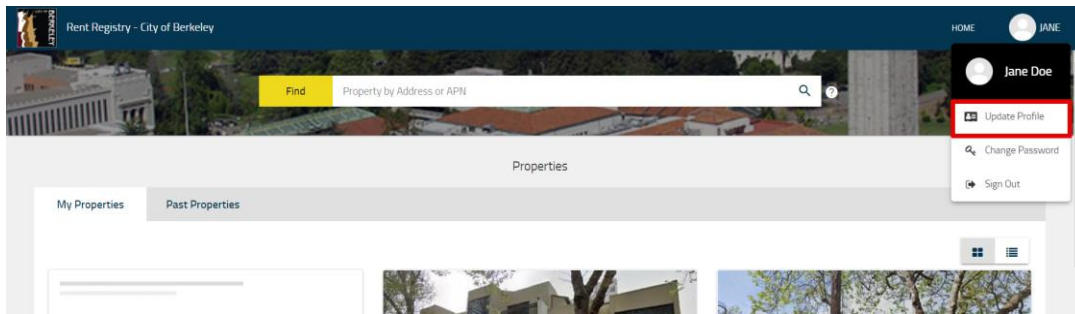 BERKELEY
Rent Registry - City of Berkeley
HOME
JANE
Jane Doe
Find
Property by Address or APN
?
Update Profile
Change Password
Sign Out
Properties
My Properties
Past Properties